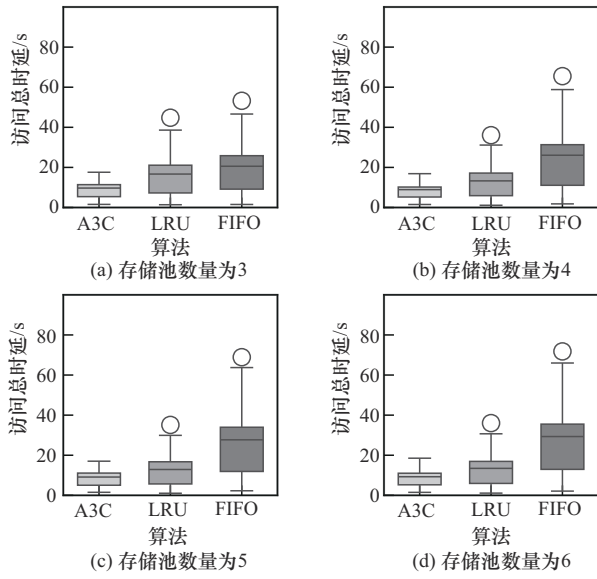 访问总时延/s
80
60
40
20
0
A3C LRU FIFO
算法
(a) 存储池数量为3
访问总时延/s
80
60
40
20
0
A3C LRU FIFO
算法
(b) 存储池数量为4
访问总时延/s
80
60
40
20
0
A3C LRU FIFO
算法
(c) 存储池数量为5
访问总时延/s
80
60
40
20
0
A3C LRU FIFO
算法
(d) 存储池数量为6